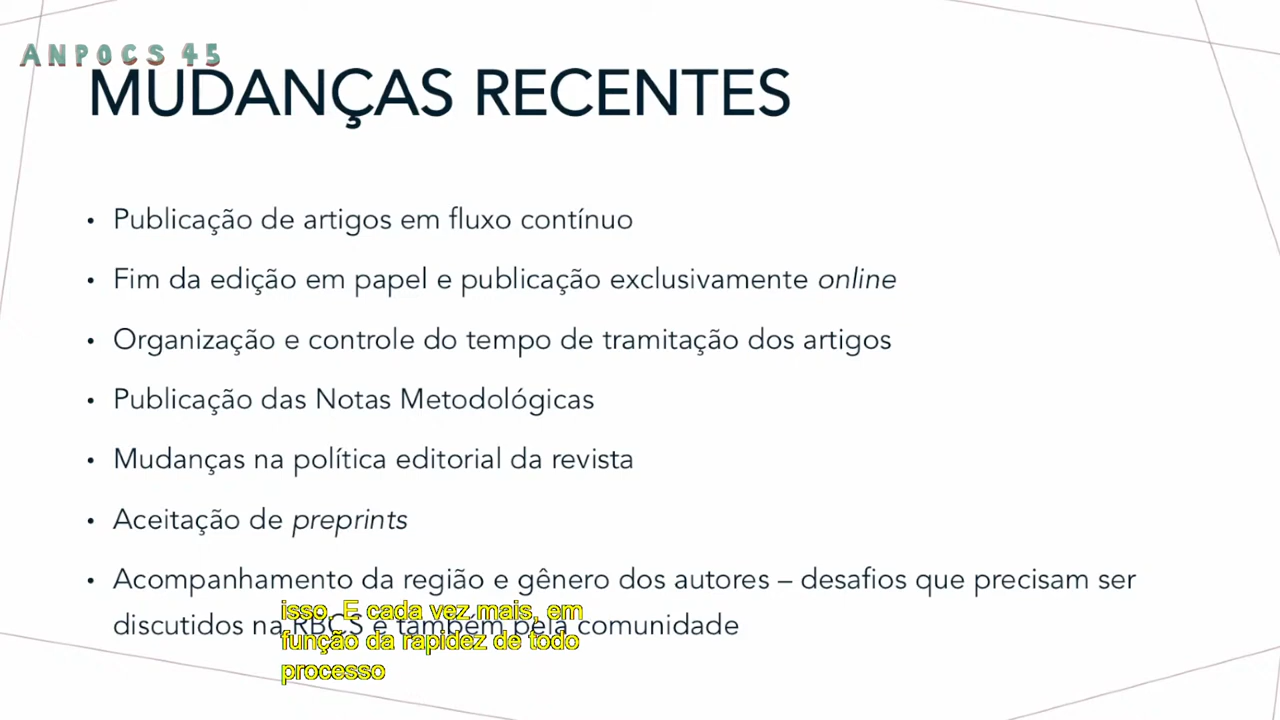 ANPOCS 45
MUDANÇAS RECENTES
• Publicação de artigos em fluxo contínuo
• Fim da edição em papel e publicação exclusivamente online
• Organização e controle do tempo de tramitação dos artigos
• Publicação das Notas Metodológicas
• Mudanças na política editorial da revista
• Aceitação de preprints
• Acompanhamento da região e gênero dos autores – desafios que precisam ser
discutidos na RBCS e também pela comunidade
isso. E cada vez mais, em
função da rapidez de todo
processo